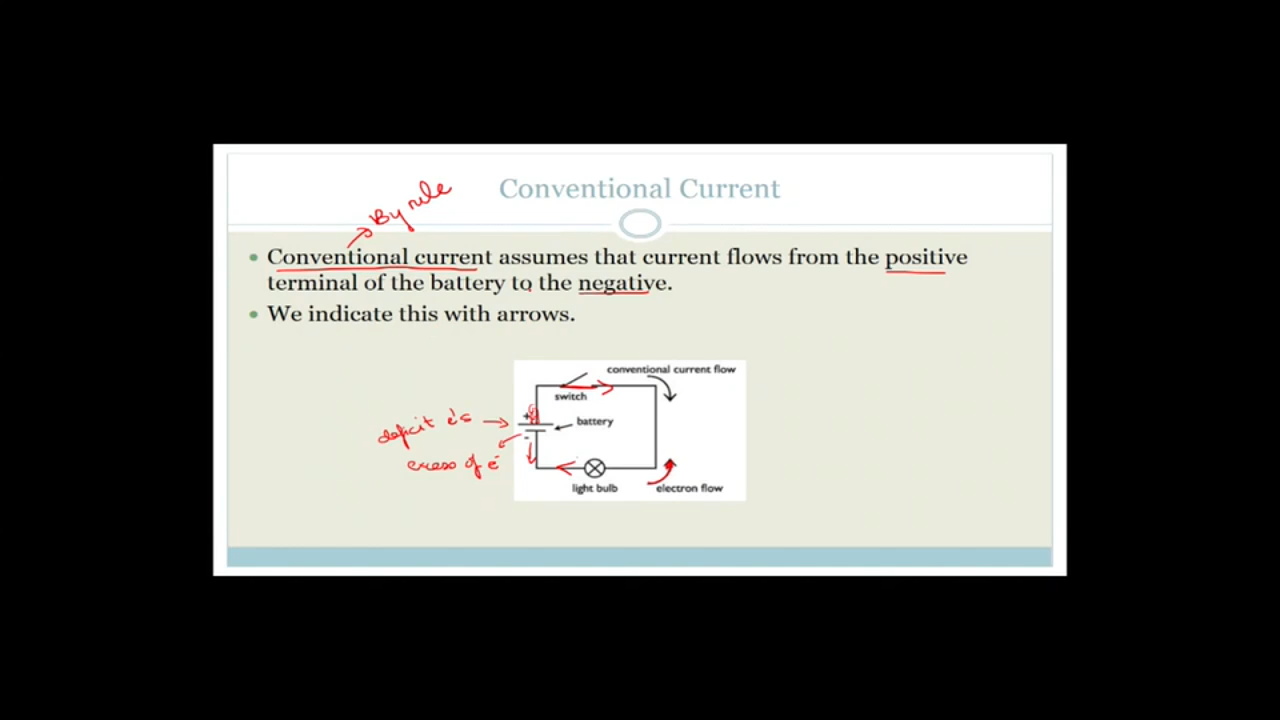 Conventional Current
By rule
Conventional current assumes that current flows from the positive
terminal of the battery to the negative.
We indicate this with arrows.
conventional current flow
switch
+
battery
-
deficit e's
excess of e-
light bulb
electron flow